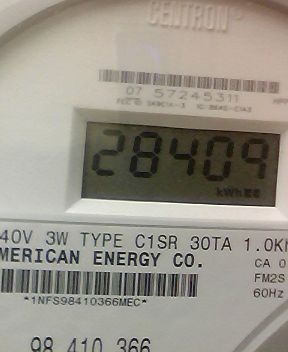 CENTRON®
07 57245311
28409
kWh
40V 3W TYPE C1SR 30TA 1.0K
MERICAN ENERGY CO.
CA 0
FM2S
*1NFS98410366MEC*
60Hz
98 410 366